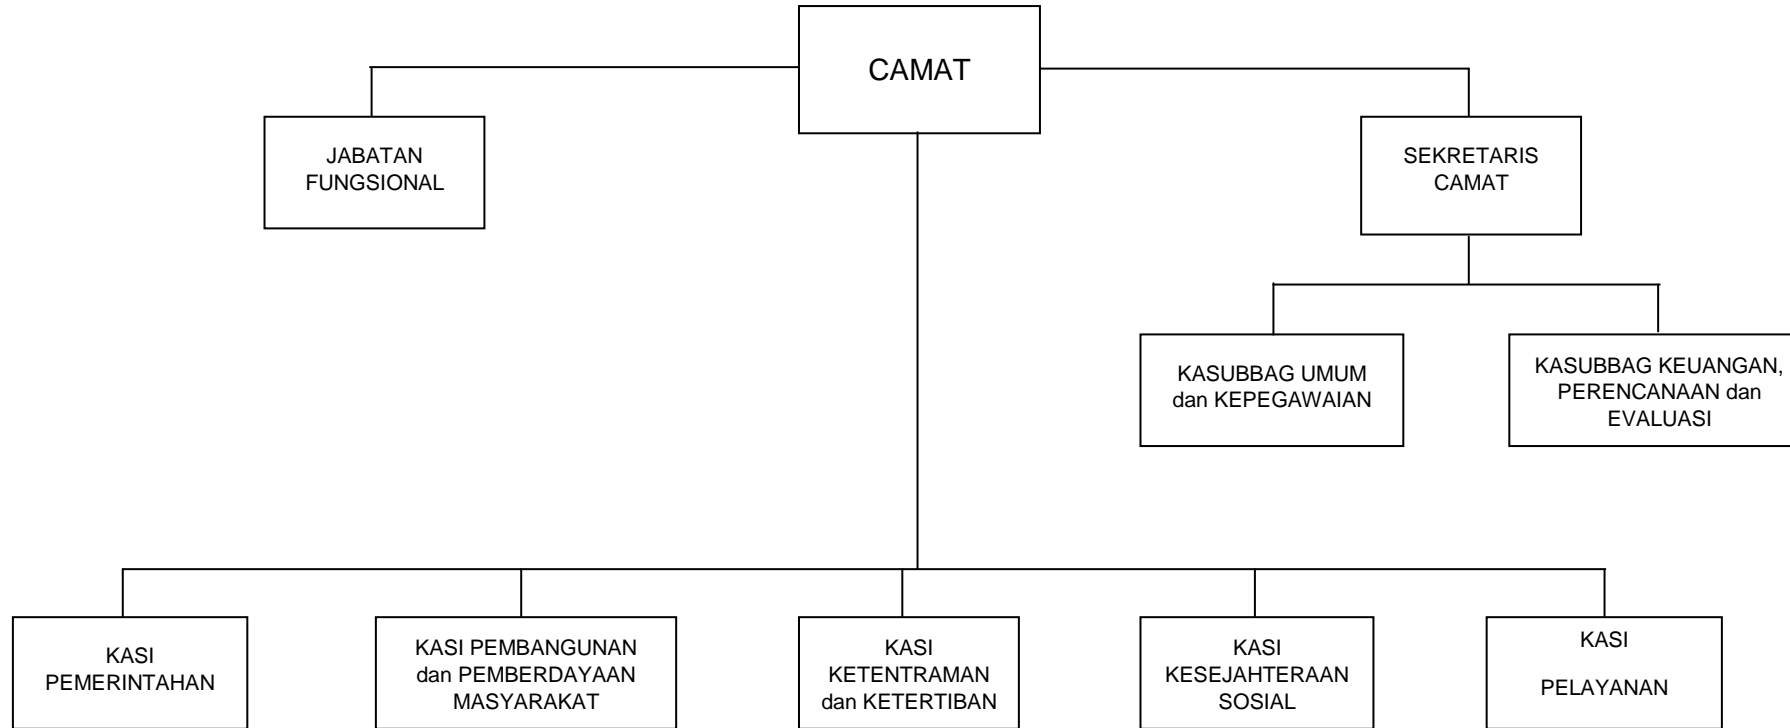 CAMAT
JABATAN
FUNGSIONAL
SEKRETARIS
CAMAT
KASUBBAG UMUM
dan KEPEGAWAIAN
KASUBBAG KEUANGAN,
PERENCANAAN dan
EVALUASI
KASI
PEMERINTAHAN
KASI PEMBANGUNAN
dan PEMBERDAYAAN
MASYARAKAT
KASI
KETENTRAMAN
dan KETERTIBAN
KASI
KESEJAHTERAAN
SOSIAL
KASI
PELAYANAN